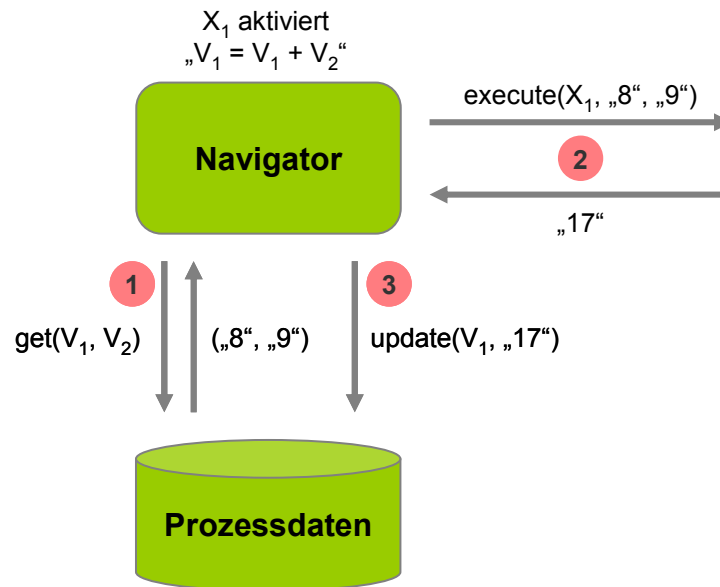 X₁ aktiviert
„V₁ = V₁ + V₂“
Navigator
execute(X₁, „8“, „9“)
2
„17“
1
3
get(V₁, V₂)
(„8“, „9“)
update(V₁, „17“)
Prozessdaten